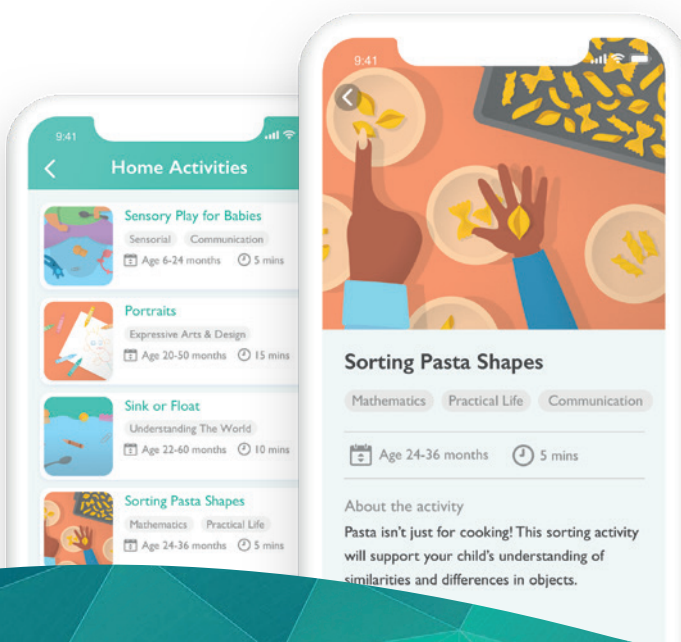 9:41
Home Activities
Sensory Play for Babies
Sensorial Communication
Age 6-24 months 5 mins
Portraits
Expressive Arts & Design
Age 20-50 months 15 mins
Sink or Float
Understanding The World
Age 22-60 months 10 mins
Sorting Pasta Shapes
Mathematics Practical Life
Age 24-36 months 5 mins
9:41
Sorting Pasta Shapes
Mathematics Practical Life Communication
Age 24-36 months 5 mins
About the activity
Pasta isn't just for cooking! This sorting activity
will support your child's understanding of
similarities and differences in objects.